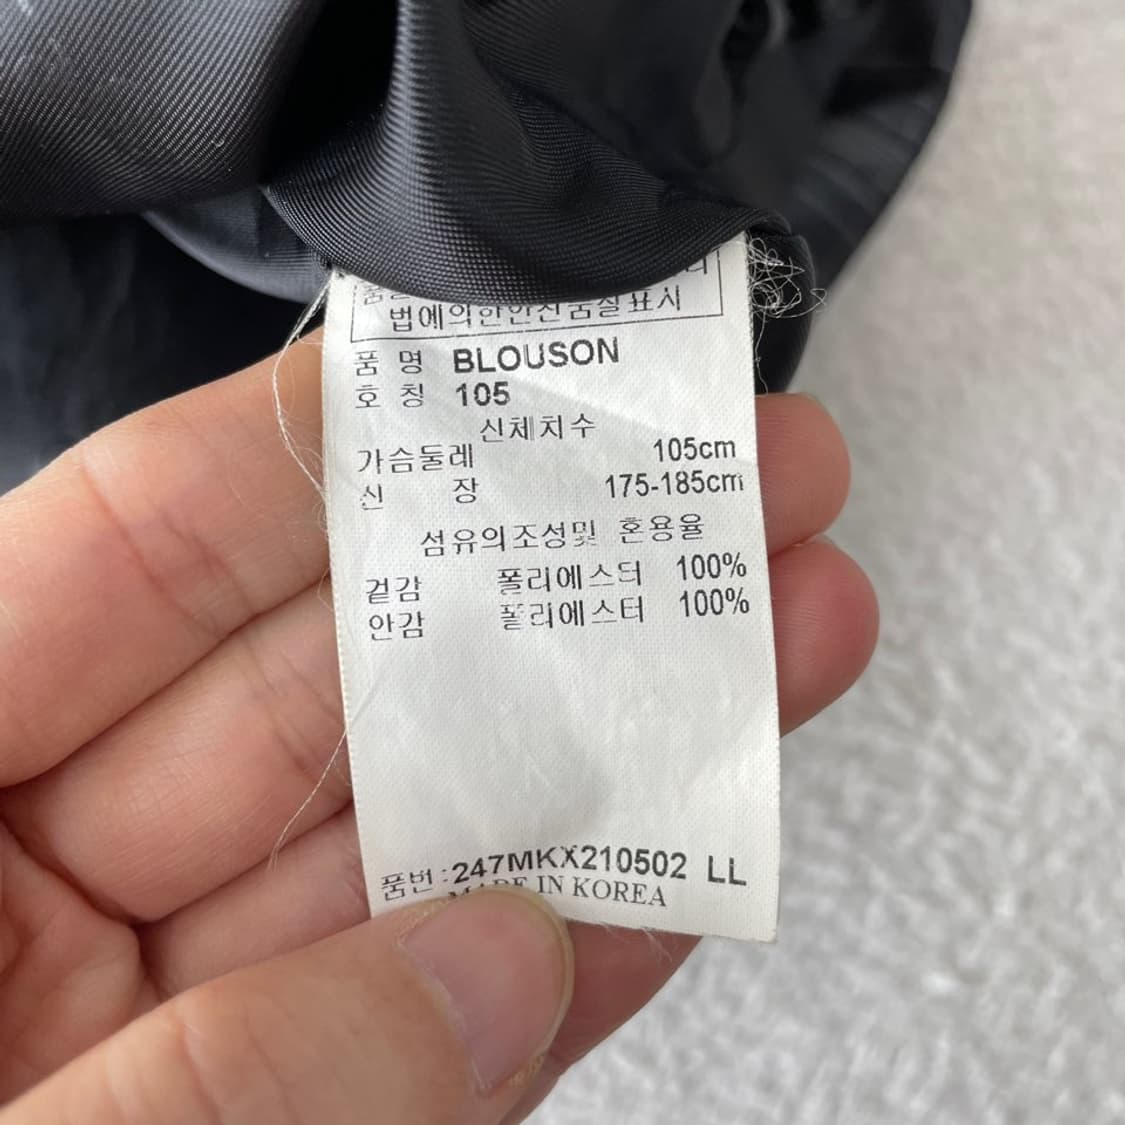 법에의한안전품질표시
품 명 BLOUSON
호 칭 105
신체치수
가슴둘레 105cm
신 장 175-185cm
섬유의조성및 혼용율
겉감 폴리에스터 100%
안감 폴리에스터 100%
품번:247MKX210502 LL
MADE IN KOREA